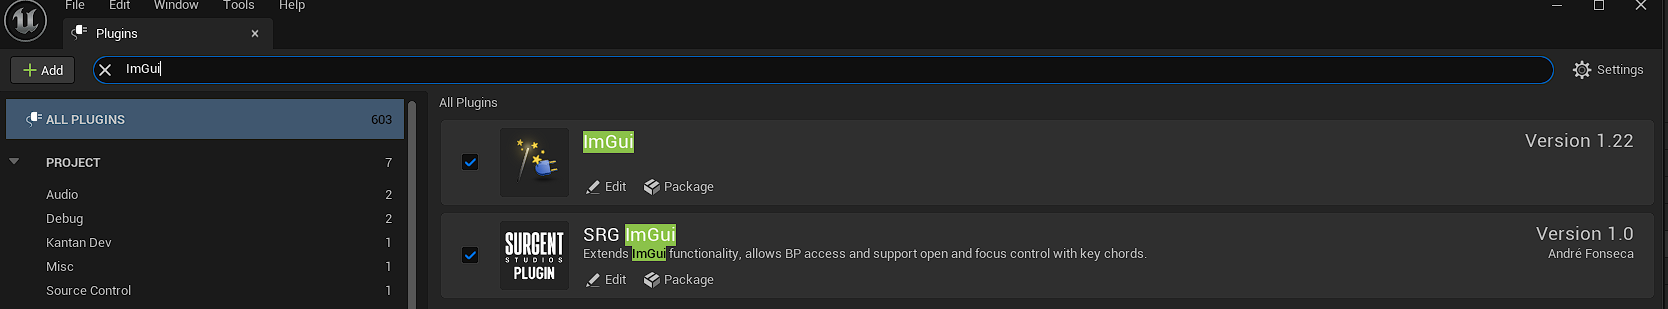 File Edit Window Tools Help
Plugins
Add
ImGui
Settings
ALL PLUGINS 603
PROJECT 7
Audio 2
Debug 2
Kantan Dev 1
Misc 1
Source Control 1
All Plugins
ImGui
Version 1.22
Edit Package
SURGENT
STUDIOS
PLUGIN
SRG ImGui
Version 1.0
Extends ImGui functionality, allows BP access and support open and focus control with key chords.
André Fonseca
Edit Package